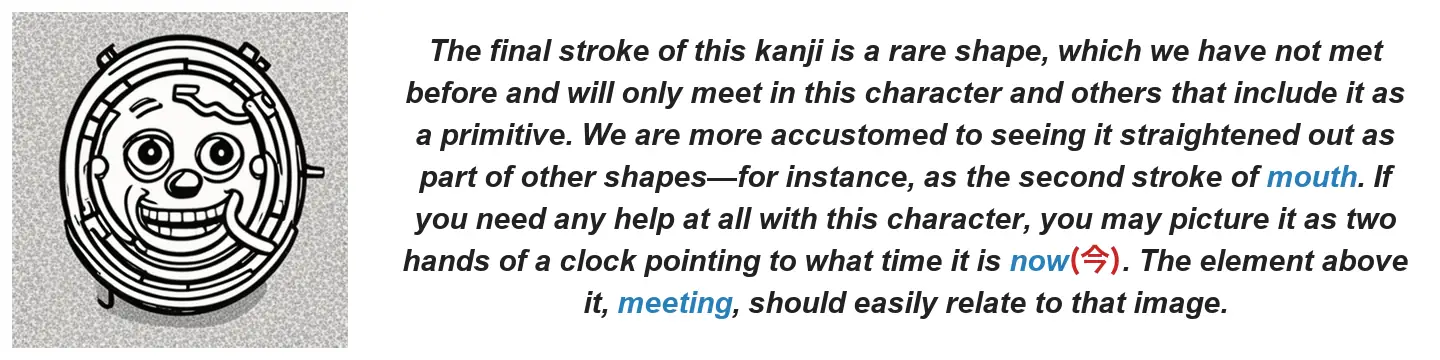 The final stroke of this kanji is a rare shape, which we have not met
before and will only meet in this character and others that include it as
a primitive. We are more accustomed to seeing it straightened out as
part of other shapes—for instance, as the second stroke of mouth. If
you need any help at all with this character, you may picture it as two
hands of a clock pointing to what time it is now(今). The element above
it, meeting, should easily relate to that image.